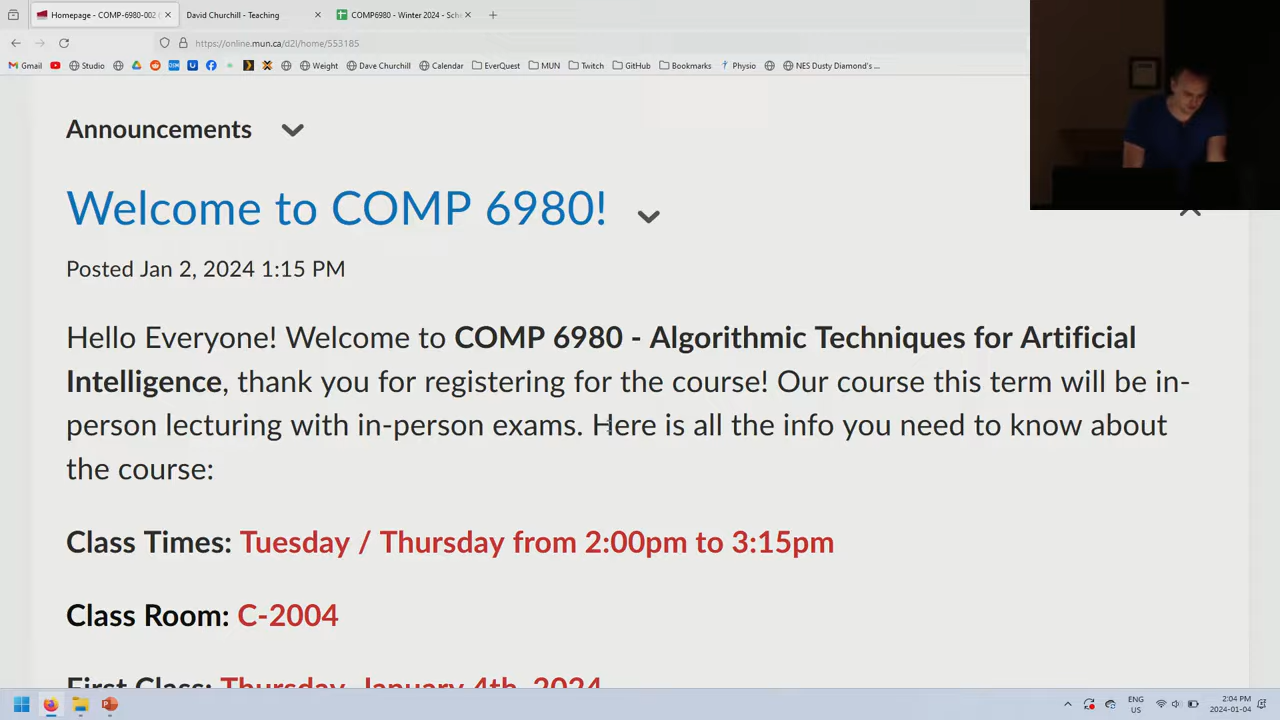 Homepage - COMP-6980-002 (
David Churchill - Teaching
COMP6980 - Winter 2024 - Sch
https://online.mun.ca/d2l/home/553185
Gmail
Studio
Weight
Dave Churchill
Calendar
EverQuest
MUN
Twitch
GitHub
Bookmarks
Physio
NES Dusty Diamond's ...
Announcements
Welcome to COMP 6980!
Posted Jan 2, 2024 1:15 PM
Hello Everyone! Welcome to COMP 6980 - Algorithmic Techniques for Artificial
Intelligence, thank you for registering for the course! Our course this term will be in-
person lecturing with in-person exams. Here is all the info you need to know about
the course:
Class Times: Tuesday / Thursday from 2:00pm to 3:15pm
Class Room: C-2004
First Class: Thursday, January 4th, 2024
ENG
US
2:04 PM
2024-01-04